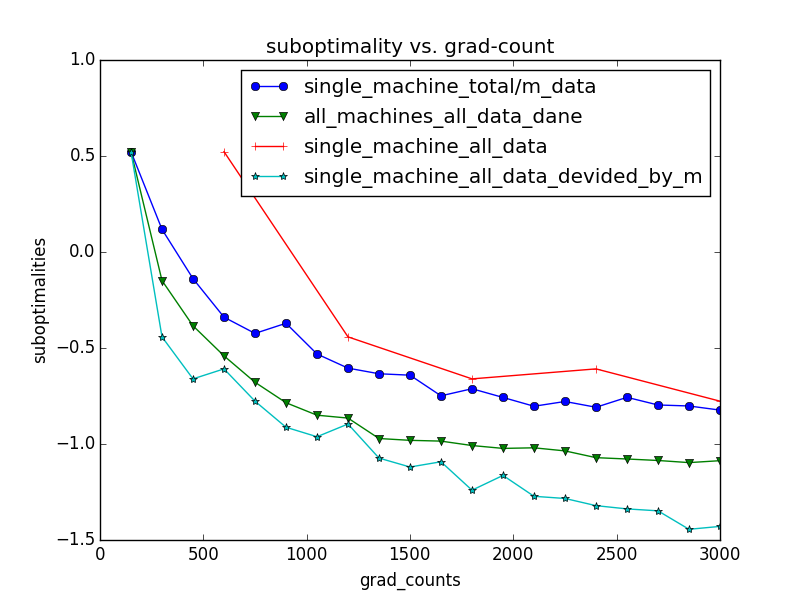 suboptimality vs. grad-count
single_machine_total/m_data
all_machines_all_data_dane
single_machine_all_data
single_machine_all_data_devided_by_m
suboptimalities
1.0
0.5
0.0
−0.5
−1.0
−1.5
0 500 1000 1500 2000 2500 3000
grad_counts